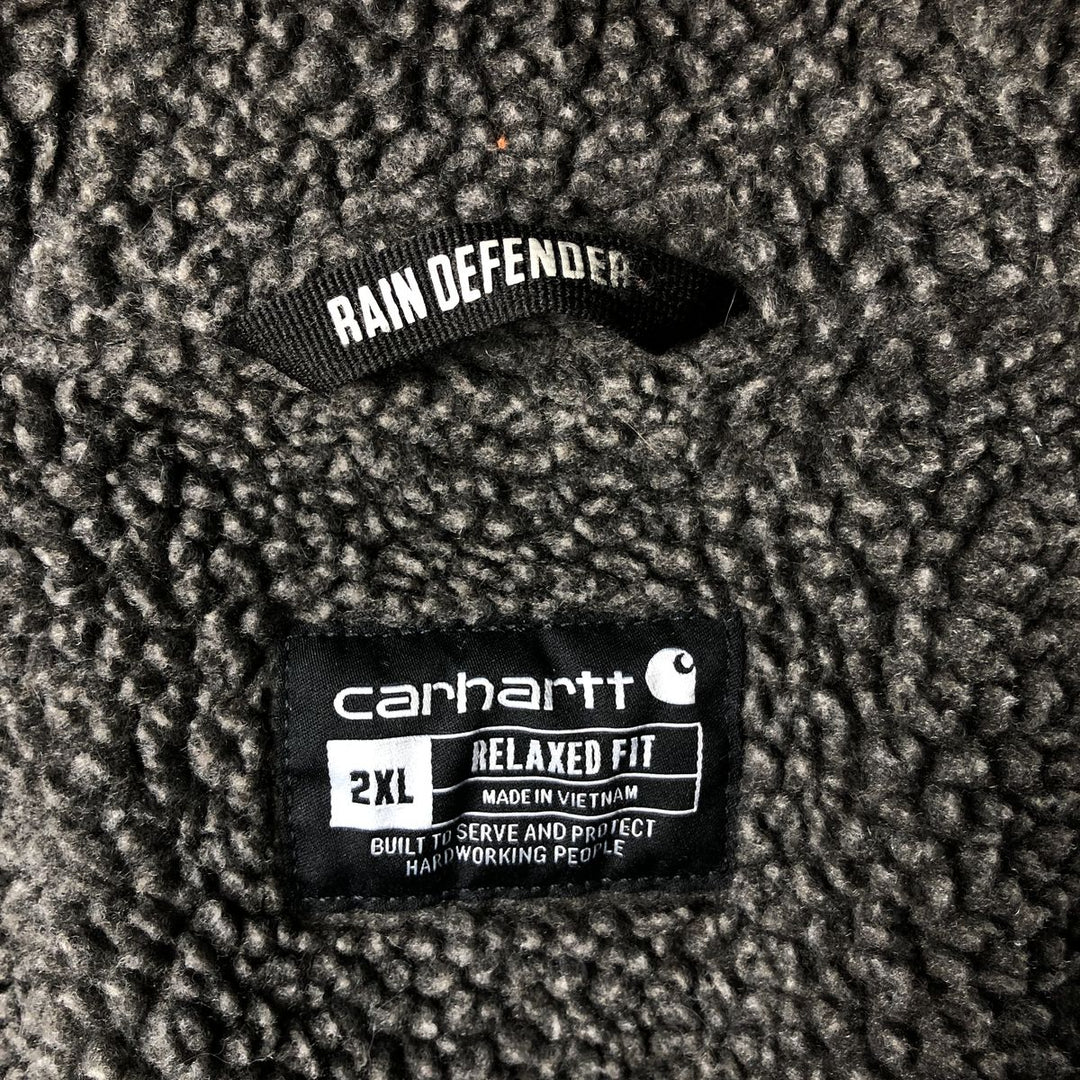 RAIN DEFENDER
carhartt
2XL
RELAXED FIT
MADE IN VIETNAM
BUILT TO SERVE AND PROTECT
HARDWORKING PEOPLE